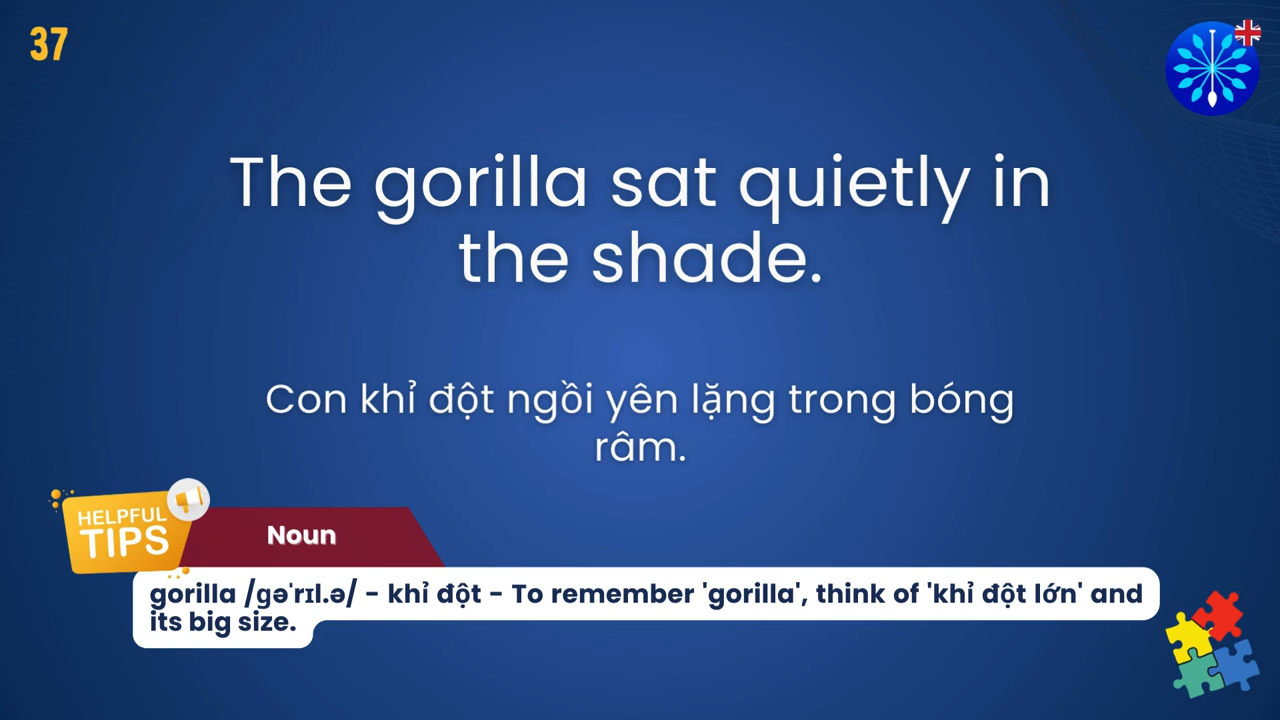 37
The gorilla sat quietly in
the shade.
Con khỉ đột ngồi yên lặng trong bóng
râm.
HELPFUL
TIPS
Noun
gorilla /ɡəˈrɪl.ə/ - khỉ đột - To remember 'gorilla', think of 'khỉ đột lớn' and
its big size.